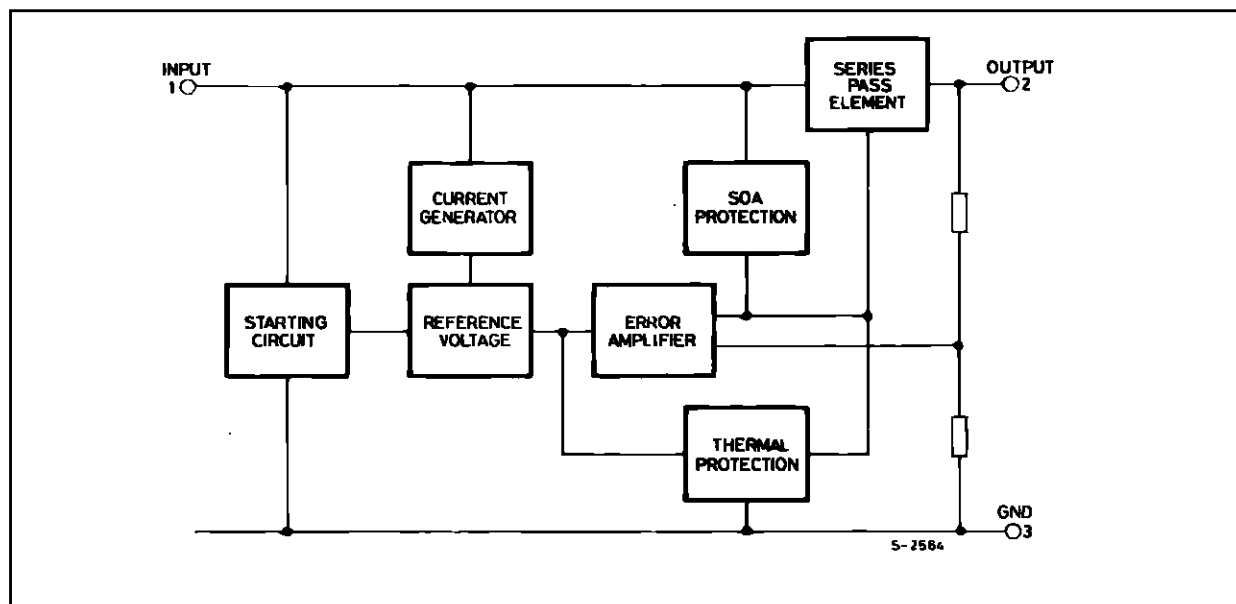 INPUT
1
SERIES
PASS
ELEMENT
OUTPUT
2
CURRENT
GENERATOR
SOA
PROTECTION
STARTING
CIRCUIT
REFERENCE
VOLTAGE
ERROR
AMPLIFIER
THERMAL
PROTECTION
GND
3
S-2564